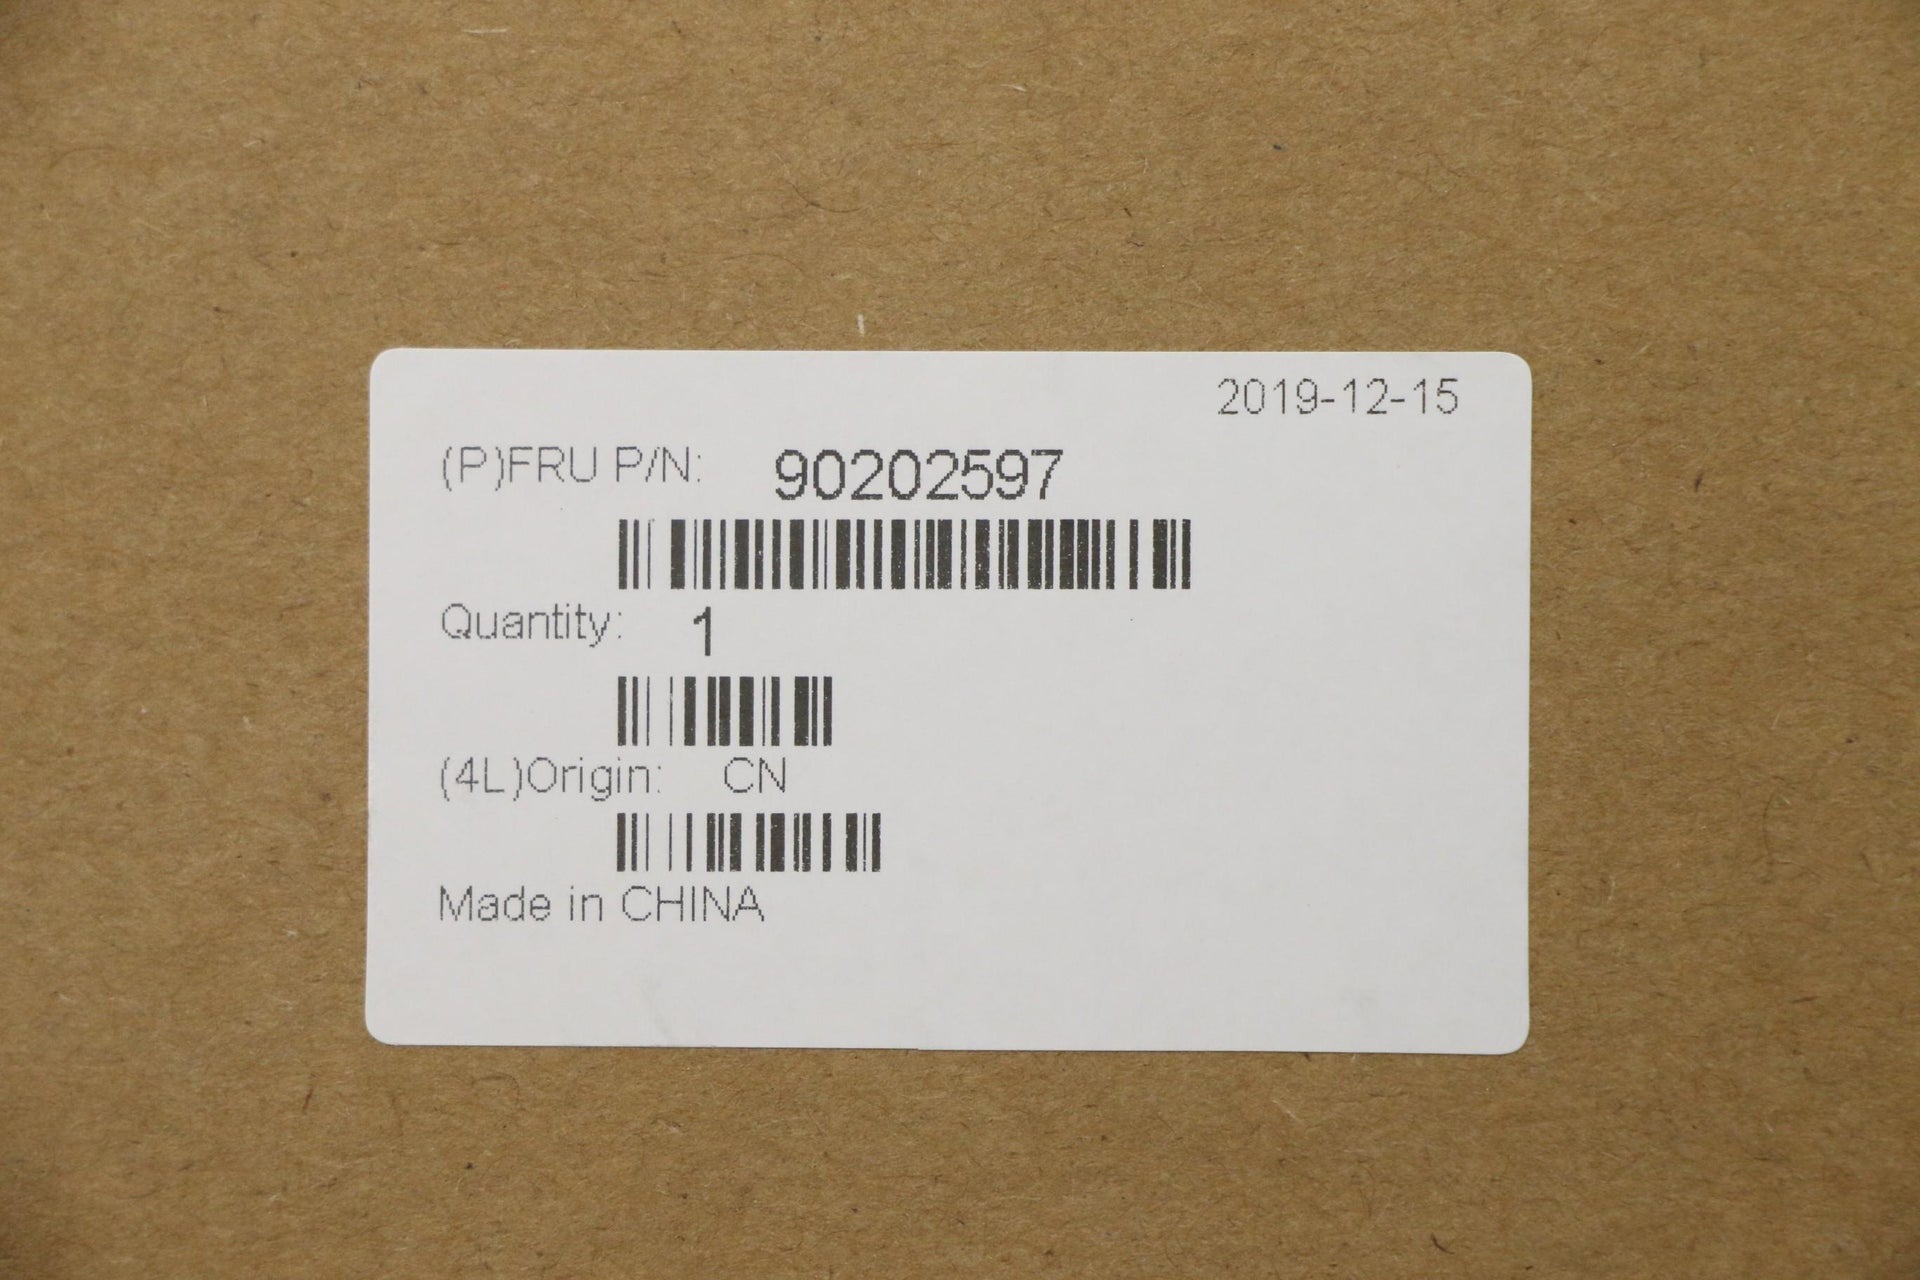 2019-12-15
(P)FRU P/N: 90202597
Quantity: 1
(4L)Origin: CN
Made in CHINA